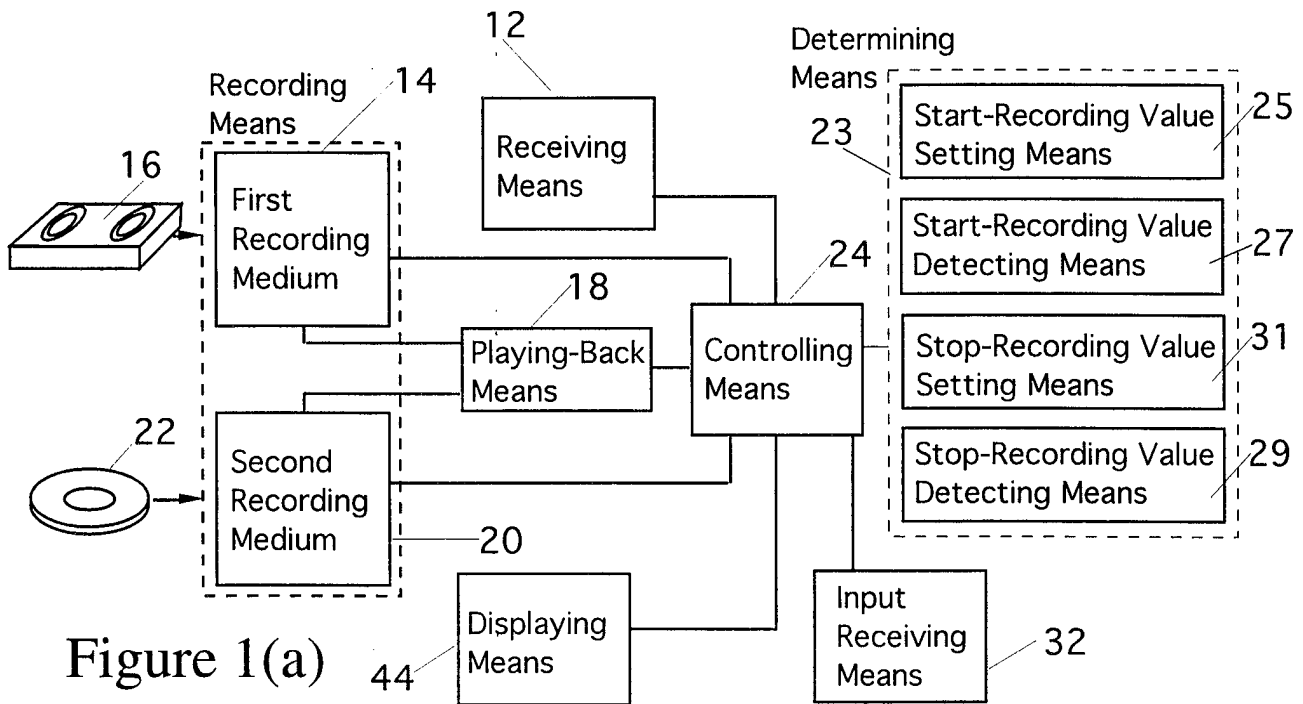 12
Determining
Means
Recording
Means
14
Start-Recording Value
Setting Means
25
23
16
Receiving
Means
First
Recording
Medium
Start-Recording Value
Detecting Means
27
24
18
Playing-Back
Means
Controlling
Means
Stop-Recording Value
Setting Means
31
22
Second
Recording
Medium
20
Stop-Recording Value
Detecting Means
29
Displaying
Means
44
Input
Receiving
Means
32
Figure 1(a)